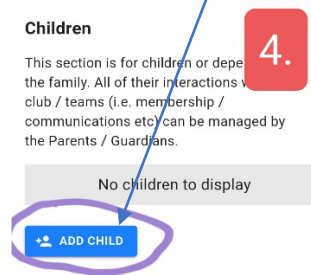 Children
4.
This section is for children or depe
the family. All of their interactions
club / teams (i.e. membership /
communications etc) can be managed by
the Parents / Guardians.
No children to display
ADD CHILD